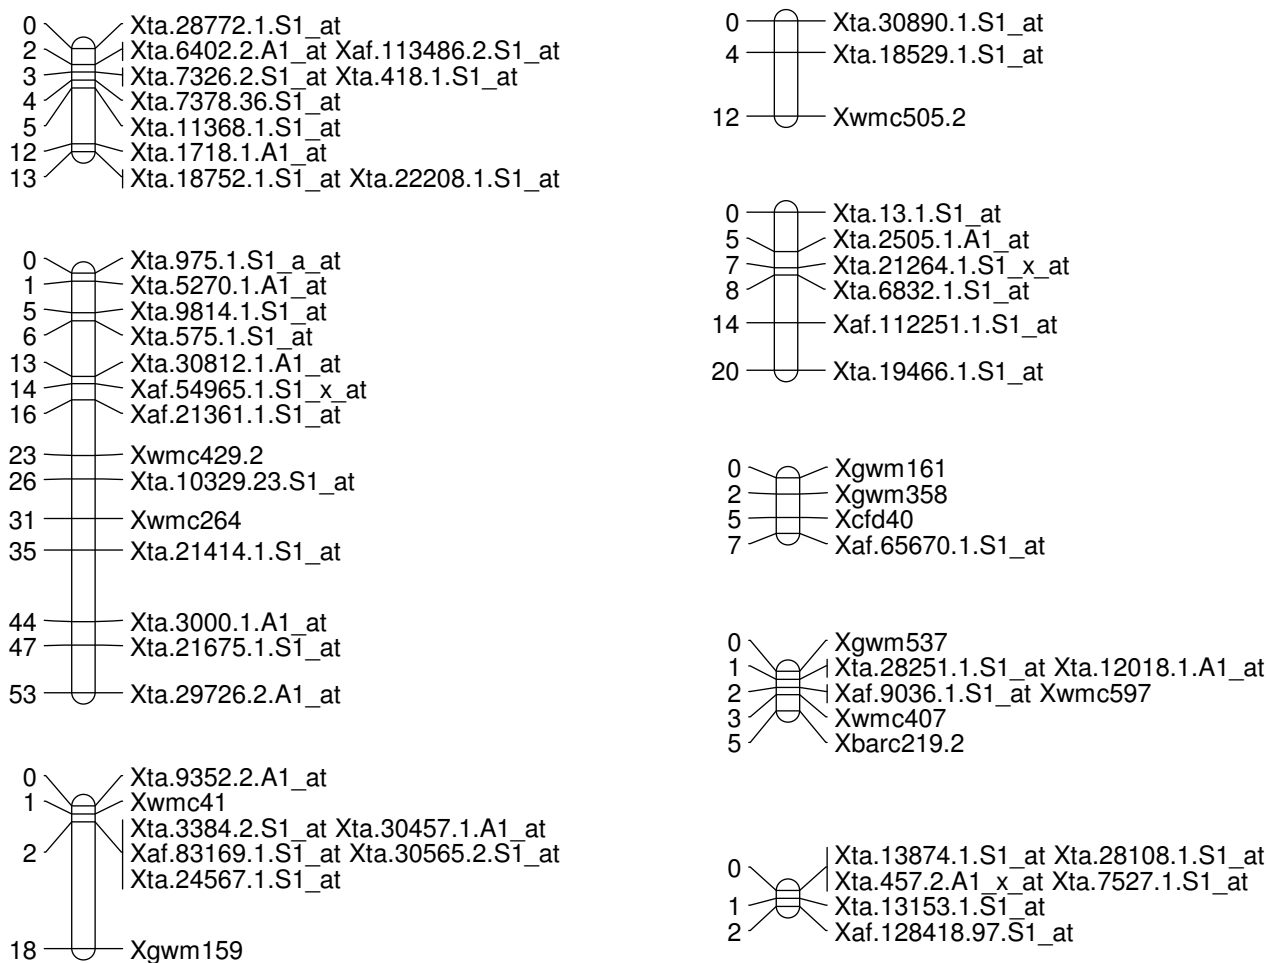 0 Xta.28772.1.S1_at
2 Xta.6402.2.A1_at Xaf.113486.2.S1_at
3 Xta.7326.2.S1_at Xta.418.1.S1_at
4 Xta.7378.36.S1_at
5 Xta.11368.1.S1_at
12 Xta.1718.1.A1_at
13 Xta.18752.1.S1_at Xta.22208.1.S1_at
0 Xta.975.1.S1_a_at
1 Xta.5270.1.A1_at
5 Xta.9814.1.S1_at
6 Xta.575.1.S1_at
13 Xta.30812.1.A1_at
14 Xaf.54965.1.S1_x_at
16 Xaf.21361.1.S1_at
23 Xwmc429.2
26 Xta.10329.23.S1_at
31 Xwmc264
35 Xta.21414.1.S1_at
44 Xta.3000.1.A1_at
47 Xta.21675.1.S1_at
53 Xta.29726.2.A1_at
0 Xta.9352.2.A1_at
1 Xwmc41
Xta.3384.2.S1_at Xta.30457.1.A1_at
2 Xaf.83169.1.S1_at Xta.30565.2.S1_at
Xta.24567.1.S1_at
18 Xgwm159
0 Xta.30890.1.S1_at
4 Xta.18529.1.S1_at
12 Xwmc505.2
0 Xta.13.1.S1_at
5 Xta.2505.1.A1_at
7 Xta.21264.1.S1_x_at
8 Xta.6832.1.S1_at
14 Xaf.112251.1.S1_at
20 Xta.19466.1.S1_at
0 Xgwm161
2 Xgwm358
5 Xcfd40
7 Xaf.65670.1.S1_at
0 Xgwm537
1 Xta.28251.1.S1_at Xta.12018.1.A1_at
2 Xaf.9036.1.S1_at Xwmc597
3 Xwmc407
5 Xbarc219.2
0 Xta.13874.1.S1_at Xta.28108.1.S1_at
Xta.457.2.A1_x_at Xta.7527.1.S1_at
1 Xta.13153.1.S1_at
2 Xaf.128418.97.S1_at